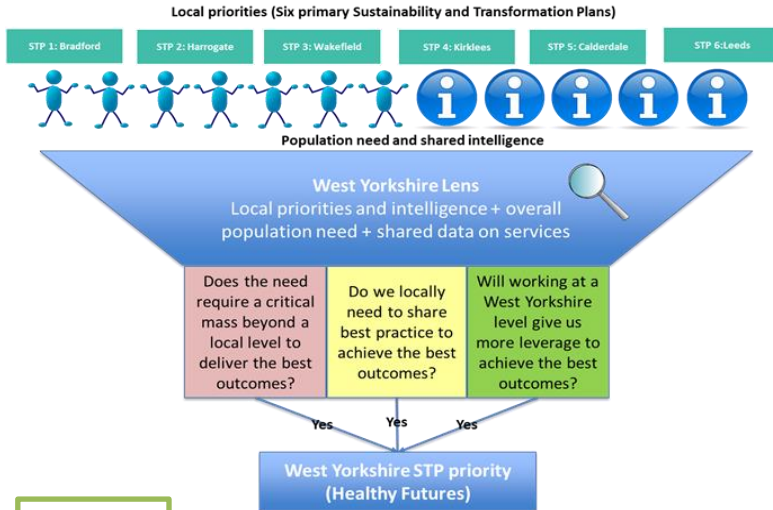 Local priorities (Six primary Sustainability and Transformation Plans)
STP 1: Bradford
STP 2: Harrogate
STP 3: Wakefield
STP 4: Kirklees
STP 5: Calderdale
STP 6:Leeds
i i i i i
Population need and shared intelligence
West Yorkshire Lens
Local priorities and intelligence + overall
population need + shared data on services
Does the need
require a critical
mass beyond a
local level to
deliver the best
outcomes?
Do we locally
need to share
best practice to
achieve the best
outcomes?
Will working at a
West Yorkshire
level give us
more leverage to
achieve the best
outcomes?
Yes
Yes
Yes
West Yorkshire STP priority
(Healthy Futures)